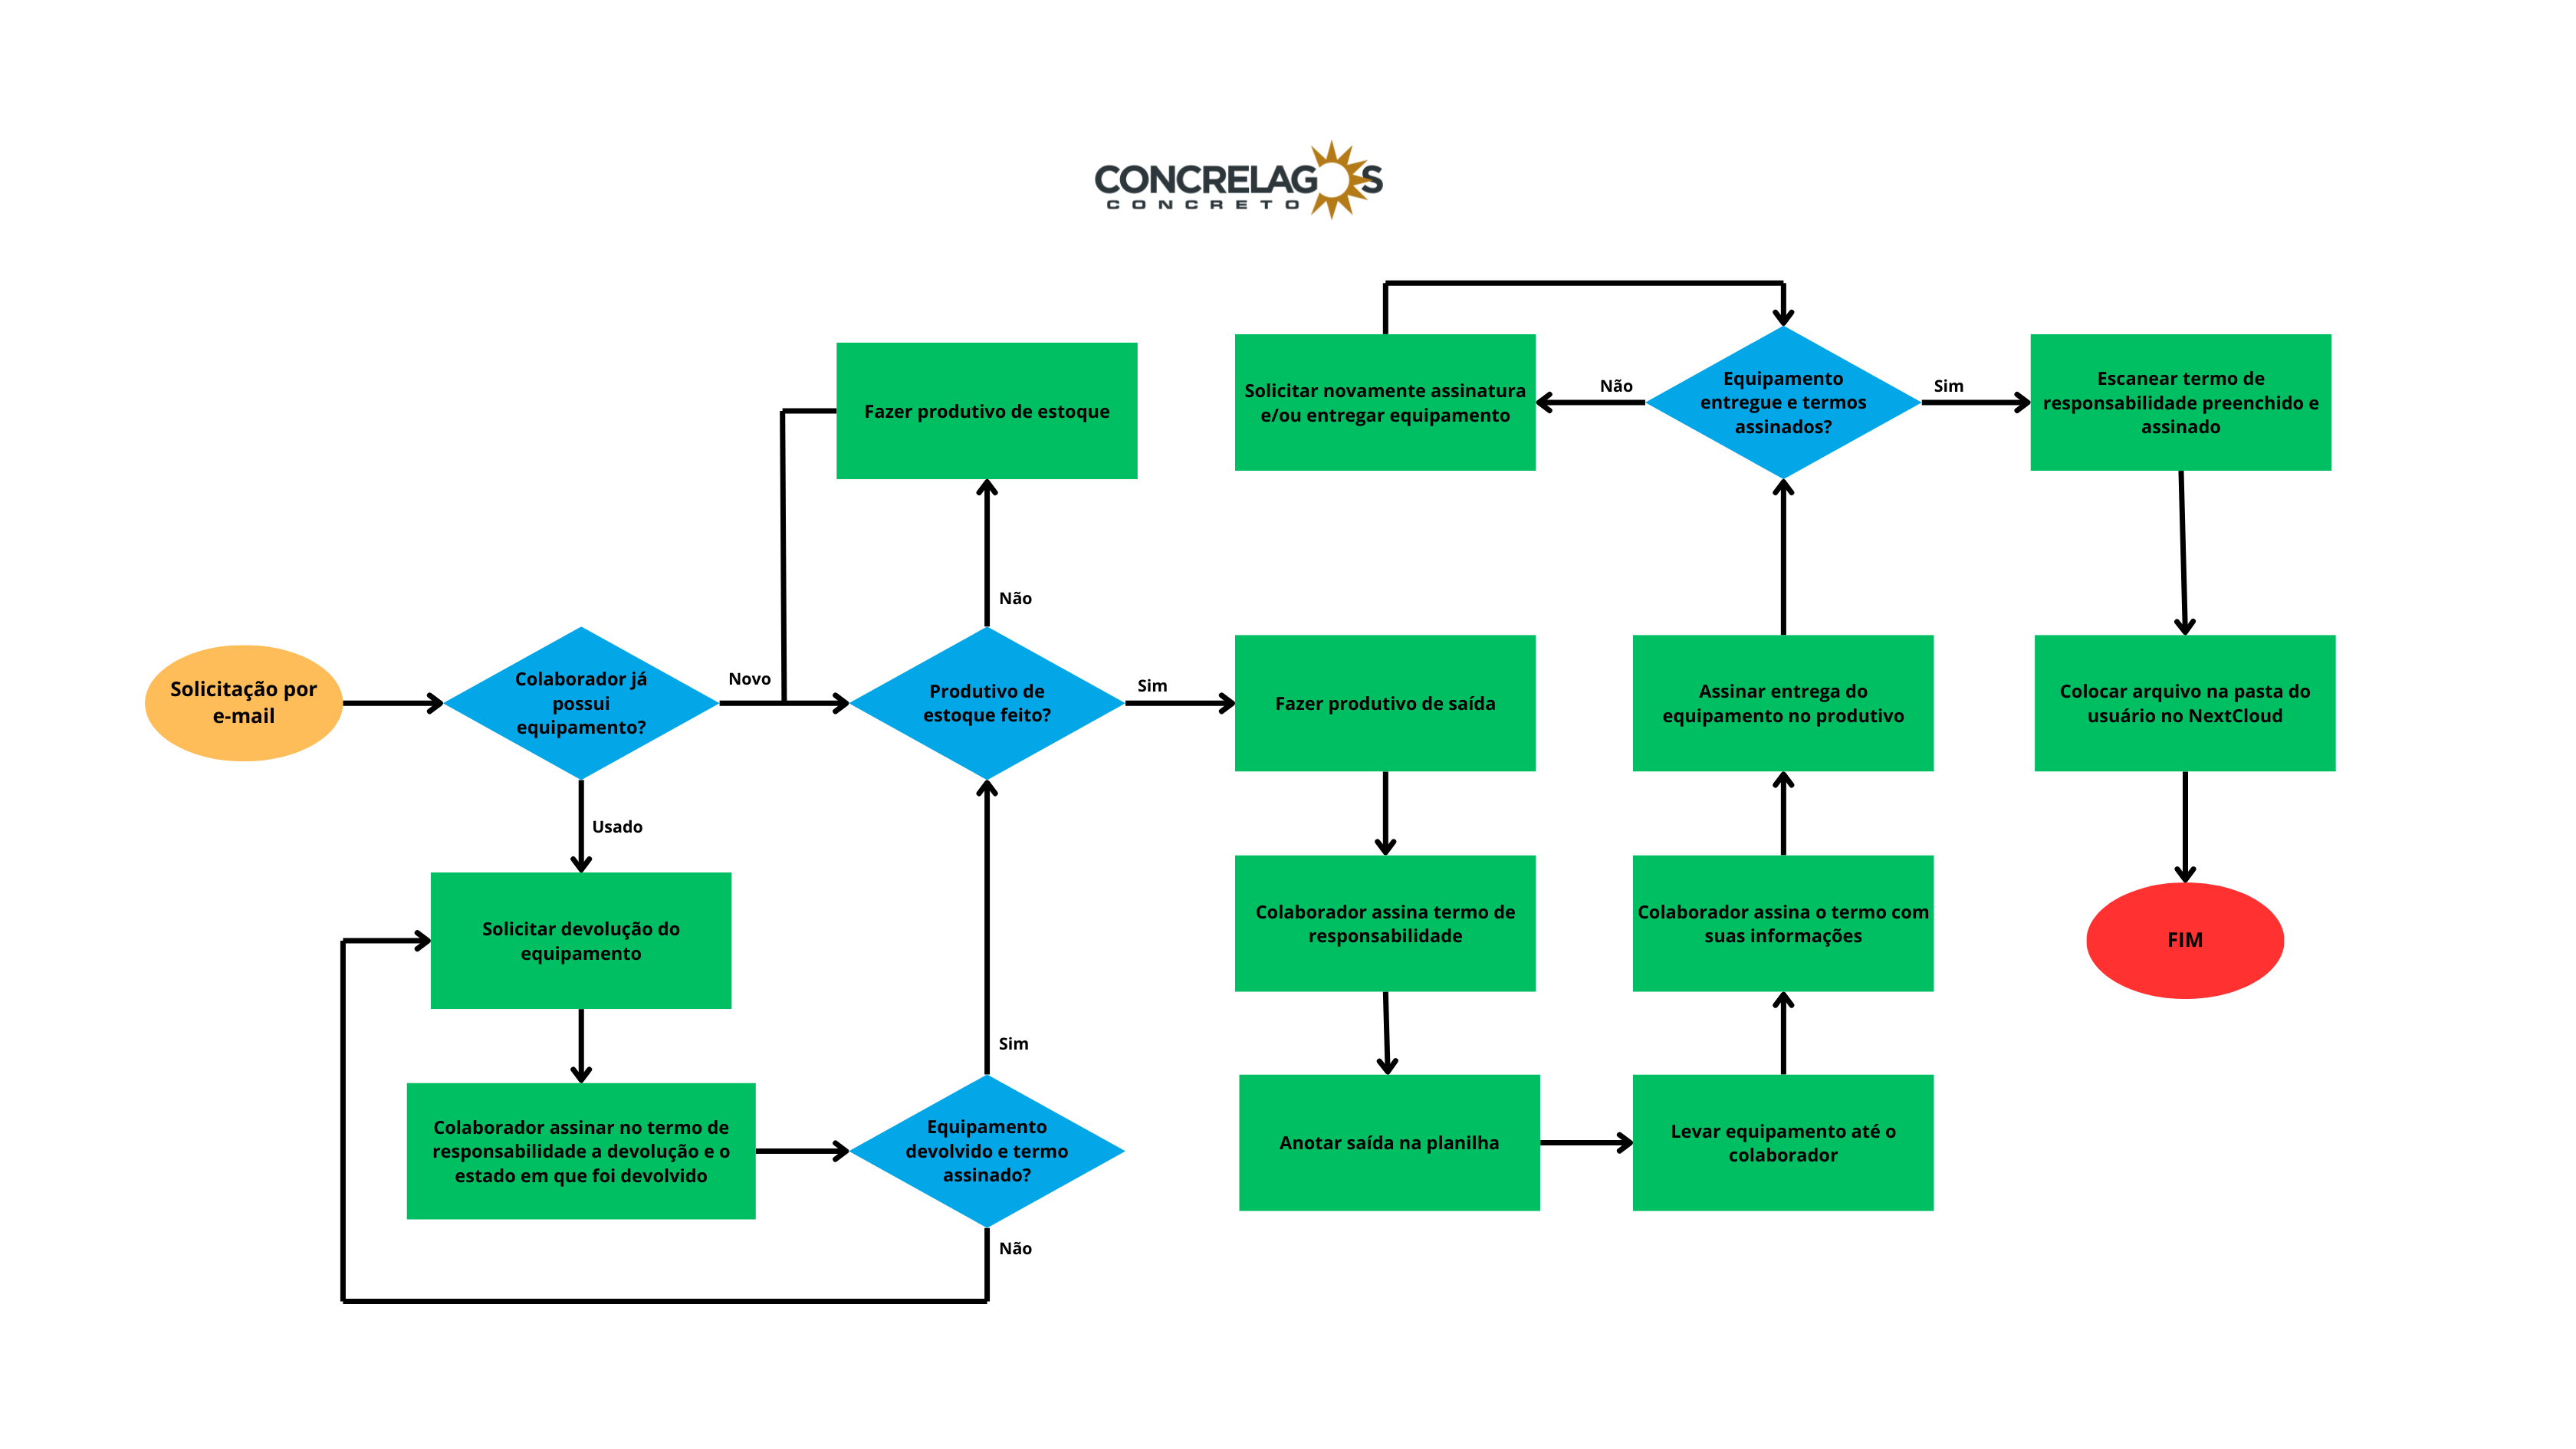 CONCRELAGOS
CONCRETO
Solicitação por
e-mail
Colaborador já
possui
equipamento?
Novo
Usado
Solicitar devolução do
equipamento
Colaborador assinar no termo de
responsabilidade a devolução e o
estado em que foi devolvido
Equipamento
devolvido e termo
assinado?
Sim
Não
Produtivo de
estoque feito?
Não
Fazer produtivo de estoque
Sim
Fazer produtivo de saída
Colaborador assina termo de
responsabilidade
Anotar saída na planilha
Levar equipamento até o
colaborador
Colaborador assina o termo com
suas informações
Assinar entrega do
equipamento no produtivo
Equipamento
entregue e termos
assinados?
Não
Solicitar novamente assinatura
e/ou entregar equipamento
Sim
Escanear termo de
responsabilidade preenchido e
assinado
Colocar arquivo na pasta do
usuário no NextCloud
FIM